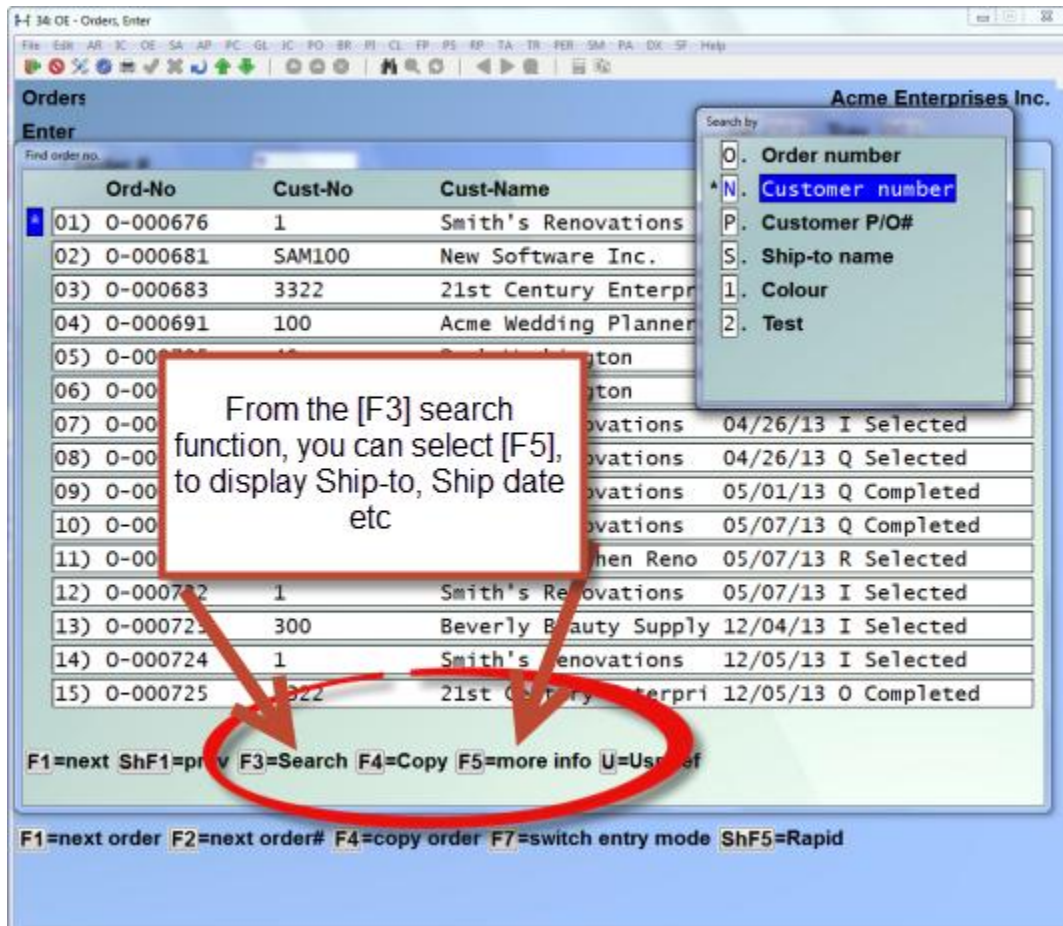 34: OE - Orders, Enter
File Edit AR IC OE SA AP PC GL JC PO BR PI CL FP PS RP TA TR PER SM PA DX SF Help
Orders Acme Enterprises Inc.
Enter
Search by
O. Order number
*N. Customer number
P. Customer P/O#
S. Ship-to name
1. Colour
2. Test
Find order no.
Ord-No Cust-No Cust-Name
* 01) O-000676 1 Smith's Renovations
02) O-000681 SAM100 New Software Inc.
03) O-000683 3322 21st Century Enterpr
04) O-000691 100 Acme Wedding Planner
05) O-00
06) O-00
07) O-00 04/26/13 I Selected
08) O-00 04/26/13 Q Selected
09) O-00 05/01/13 Q Completed
10) O-00 05/07/13 Q Completed
11) O-00 Reno 05/07/13 R Selected
12) 1 Smith's 05/07/13 I Selected
13) 300 Beverly Supply 12/04/13 I Selected
14) O-000724 1 Smith's 12/05/13 I Selected
15) O-000725 21st 12/05/13 O Completed
From the [F3] search
function, you can select [F5],
to display Ship-to, Ship date
etc
F1=next ShF1= F3=Search F4=Copy F5=more info
F1=next order F2=next order# F4=copy order F7=switch entry mode ShF5=Rapid